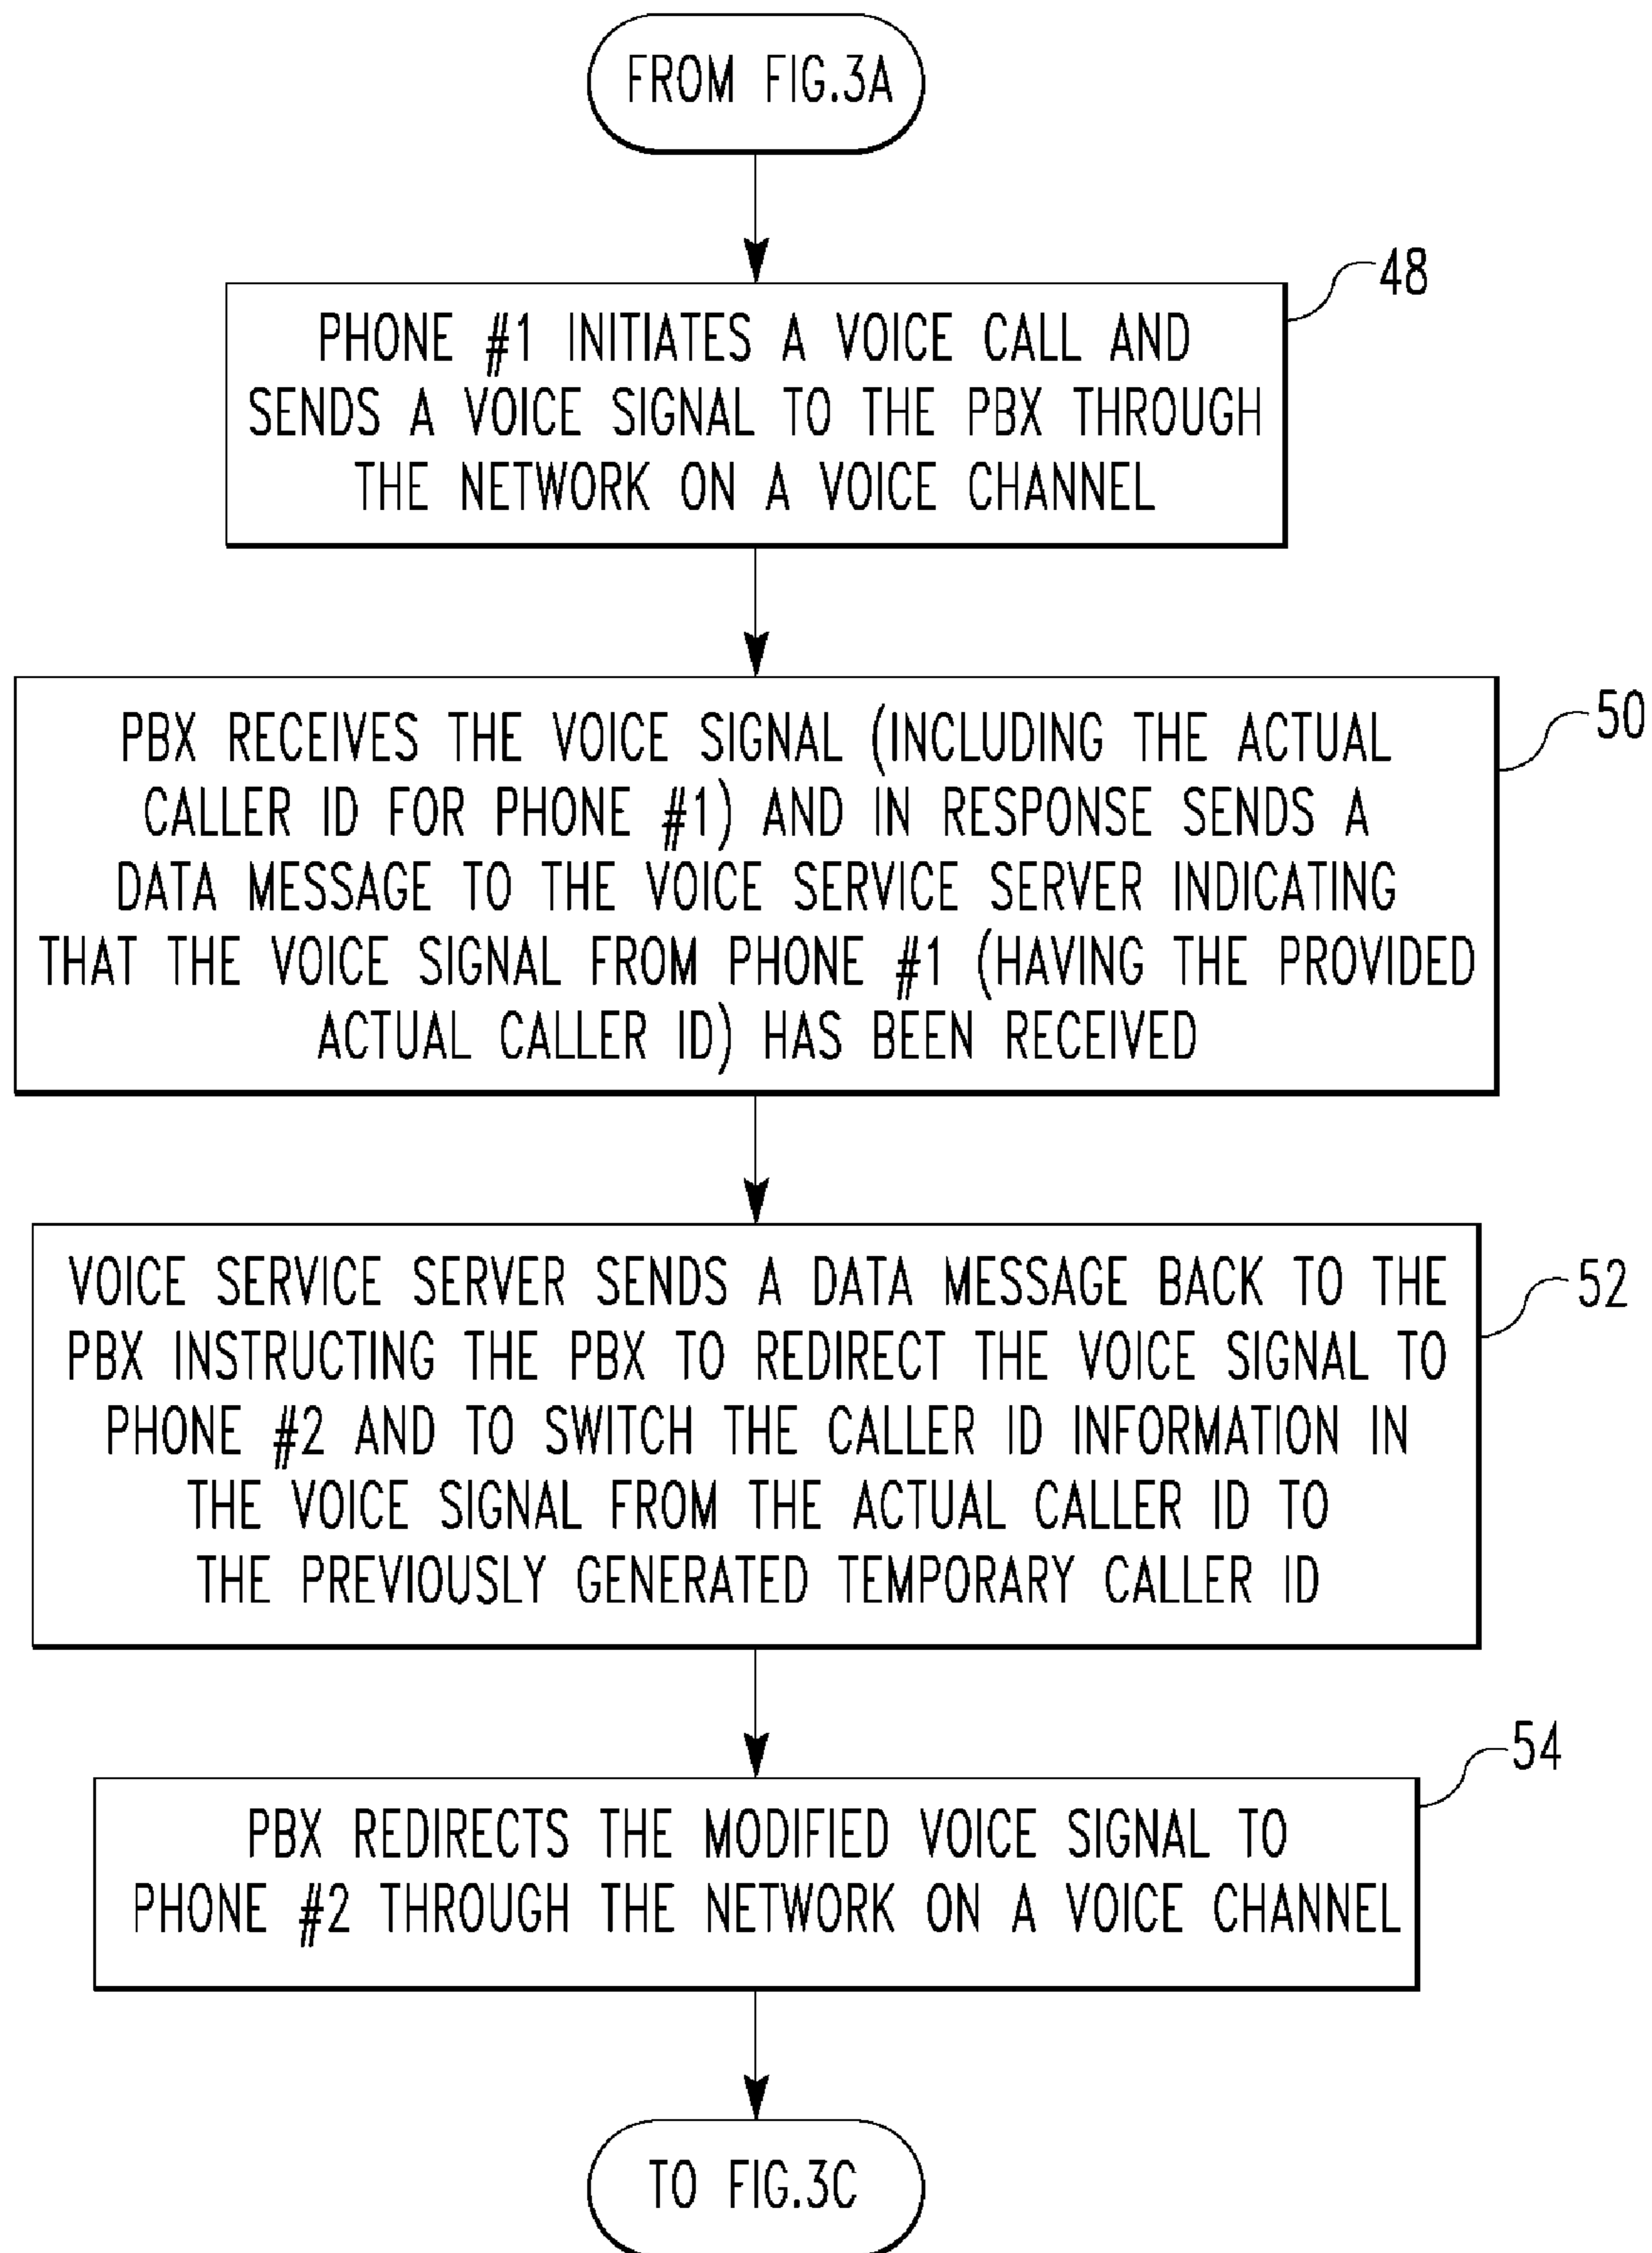 FROM FIG.3A
48
PHONE #1 INITIATES A VOICE CALL AND
SENDS A VOICE SIGNAL TO THE PBX THROUGH
THE NETWORK ON A VOICE CHANNEL
50
PBX RECEIVES THE VOICE SIGNAL (INCLUDING THE ACTUAL
CALLER ID FOR PHONE #1) AND IN RESPONSE SENDS A
DATA MESSAGE TO THE VOICE SERVICE SERVER INDICATING
THAT THE VOICE SIGNAL FROM PHONE #1 (HAVING THE PROVIDED
ACTUAL CALLER ID) HAS BEEN RECEIVED
52
VOICE SERVICE SERVER SENDS A DATA MESSAGE BACK TO THE
PBX INSTRUCTING THE PBX TO REDIRECT THE VOICE SIGNAL TO
PHONE #2 AND TO SWITCH THE CALLER ID INFORMATION IN
THE VOICE SIGNAL FROM THE ACTUAL CALLER ID TO
THE PREVIOUSLY GENERATED TEMPORARY CALLER ID
54
PBX REDIRECTS THE MODIFIED VOICE SIGNAL TO
PHONE #2 THROUGH THE NETWORK ON A VOICE CHANNEL
TO FIG.3C